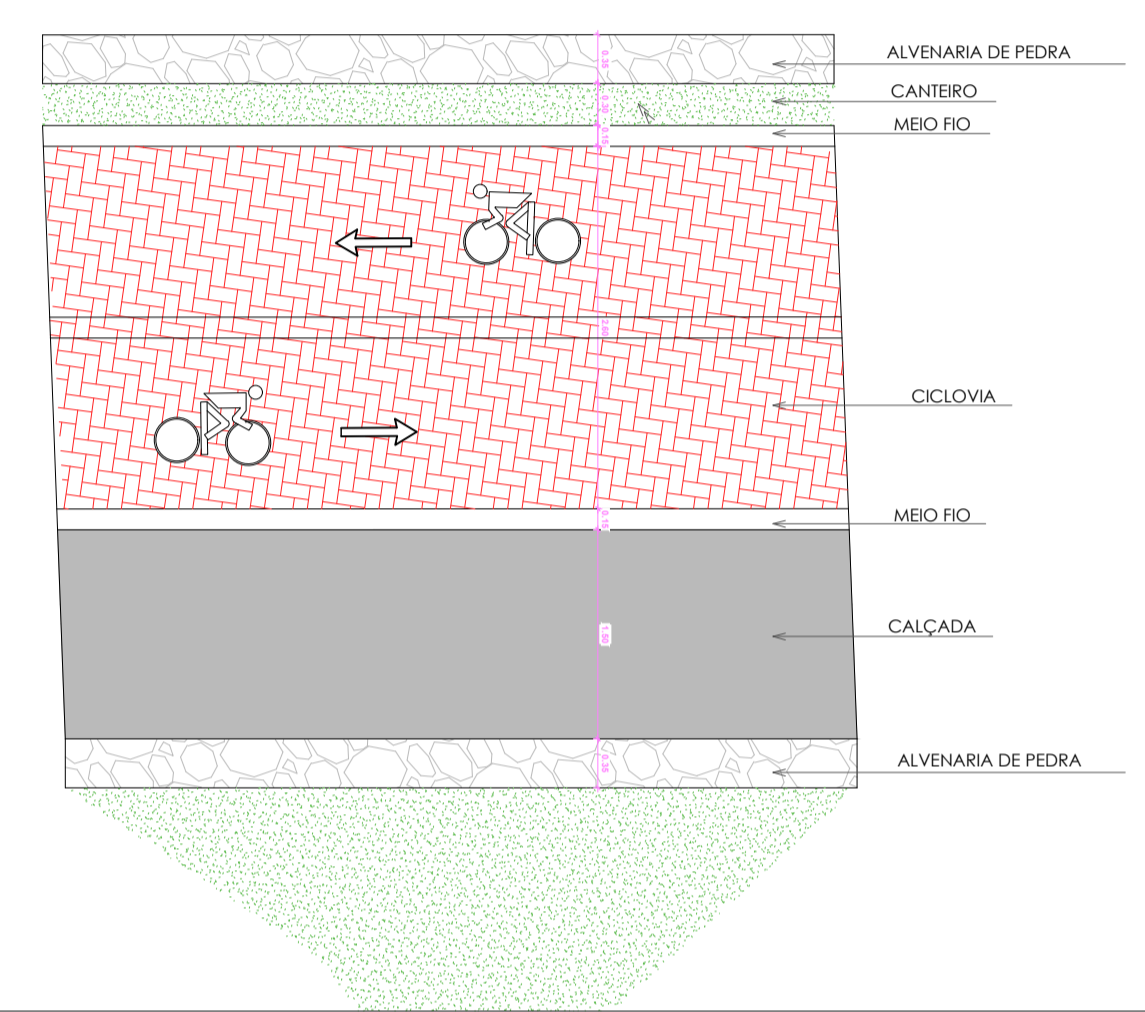 ALVENARIA DE PEDRA
0.35
CANTEIRO
0.30
MEIO FIO
0.15
2.60
CICLOVIA
MEIO FIO
0.15
CALÇADA
1.50
ALVENARIA DE PEDRA
0.35